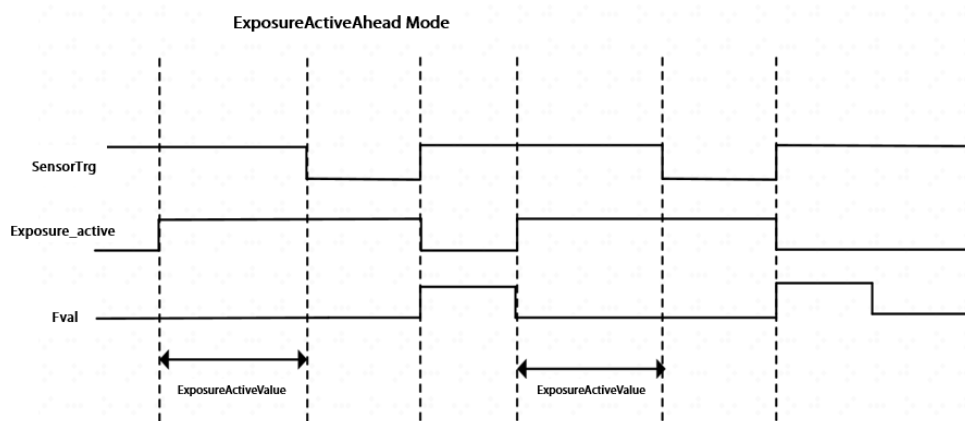 ExposureActiveAhead Mode
SensorTrg
Exposure_active
Fval
ExposureActiveValue
ExposureActiveValue